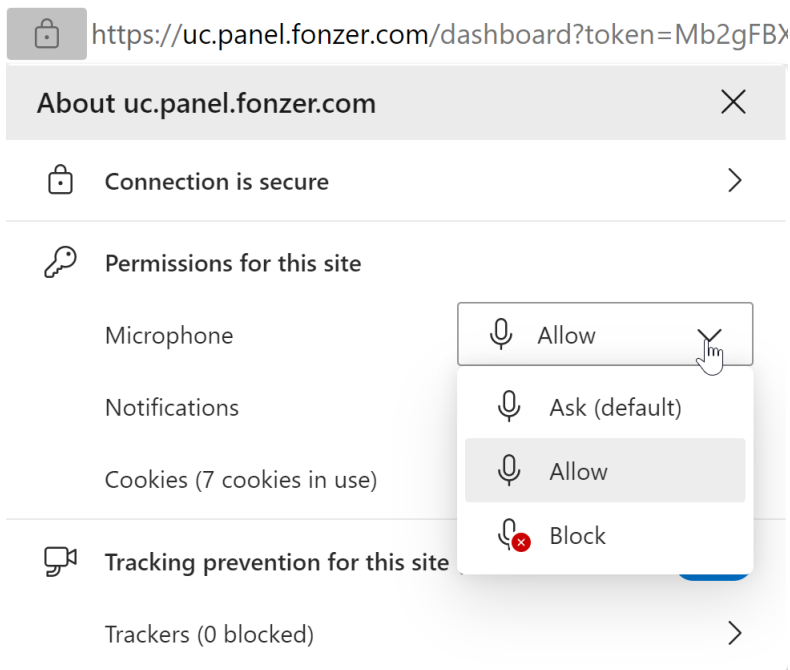 https://uc.panel.fonzer.com/dashboard?token=Mb2gFBX
About uc.panel.fonzer.com
Connection is secure
Permissions for this site
Microphone
Allow
Notifications
Ask (default)
Allow
Cookies (7 cookies in use)
Block
Tracking prevention for this site
Trackers (0 blocked)